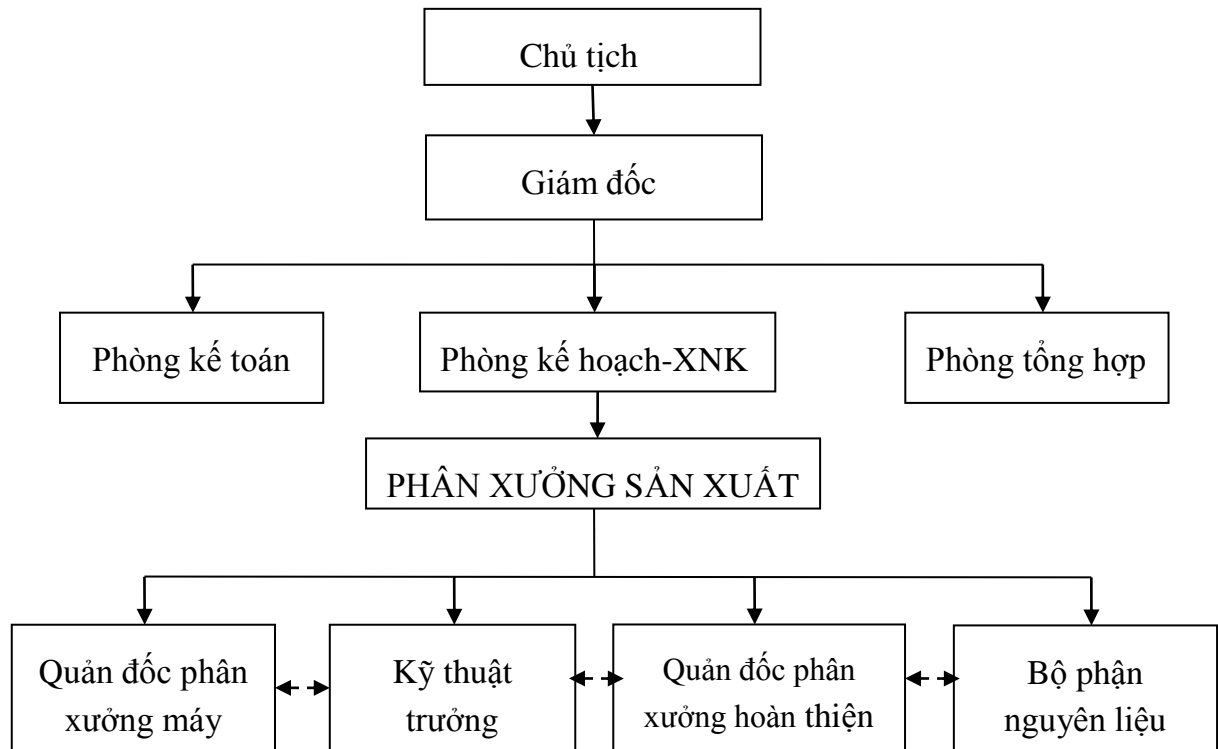 Chủ tịch
Giám đốc
Phòng kế toán
Phòng kế hoạch-XNK
Phòng tổng hợp
PHÂN XƯỞNG SẢN XUẤT
Quản đốc phân
xưởng máy
Kỹ thuật
trưởng
Quản đốc phân
xưởng hoàn thiện
Bộ phận
nguyên liệu